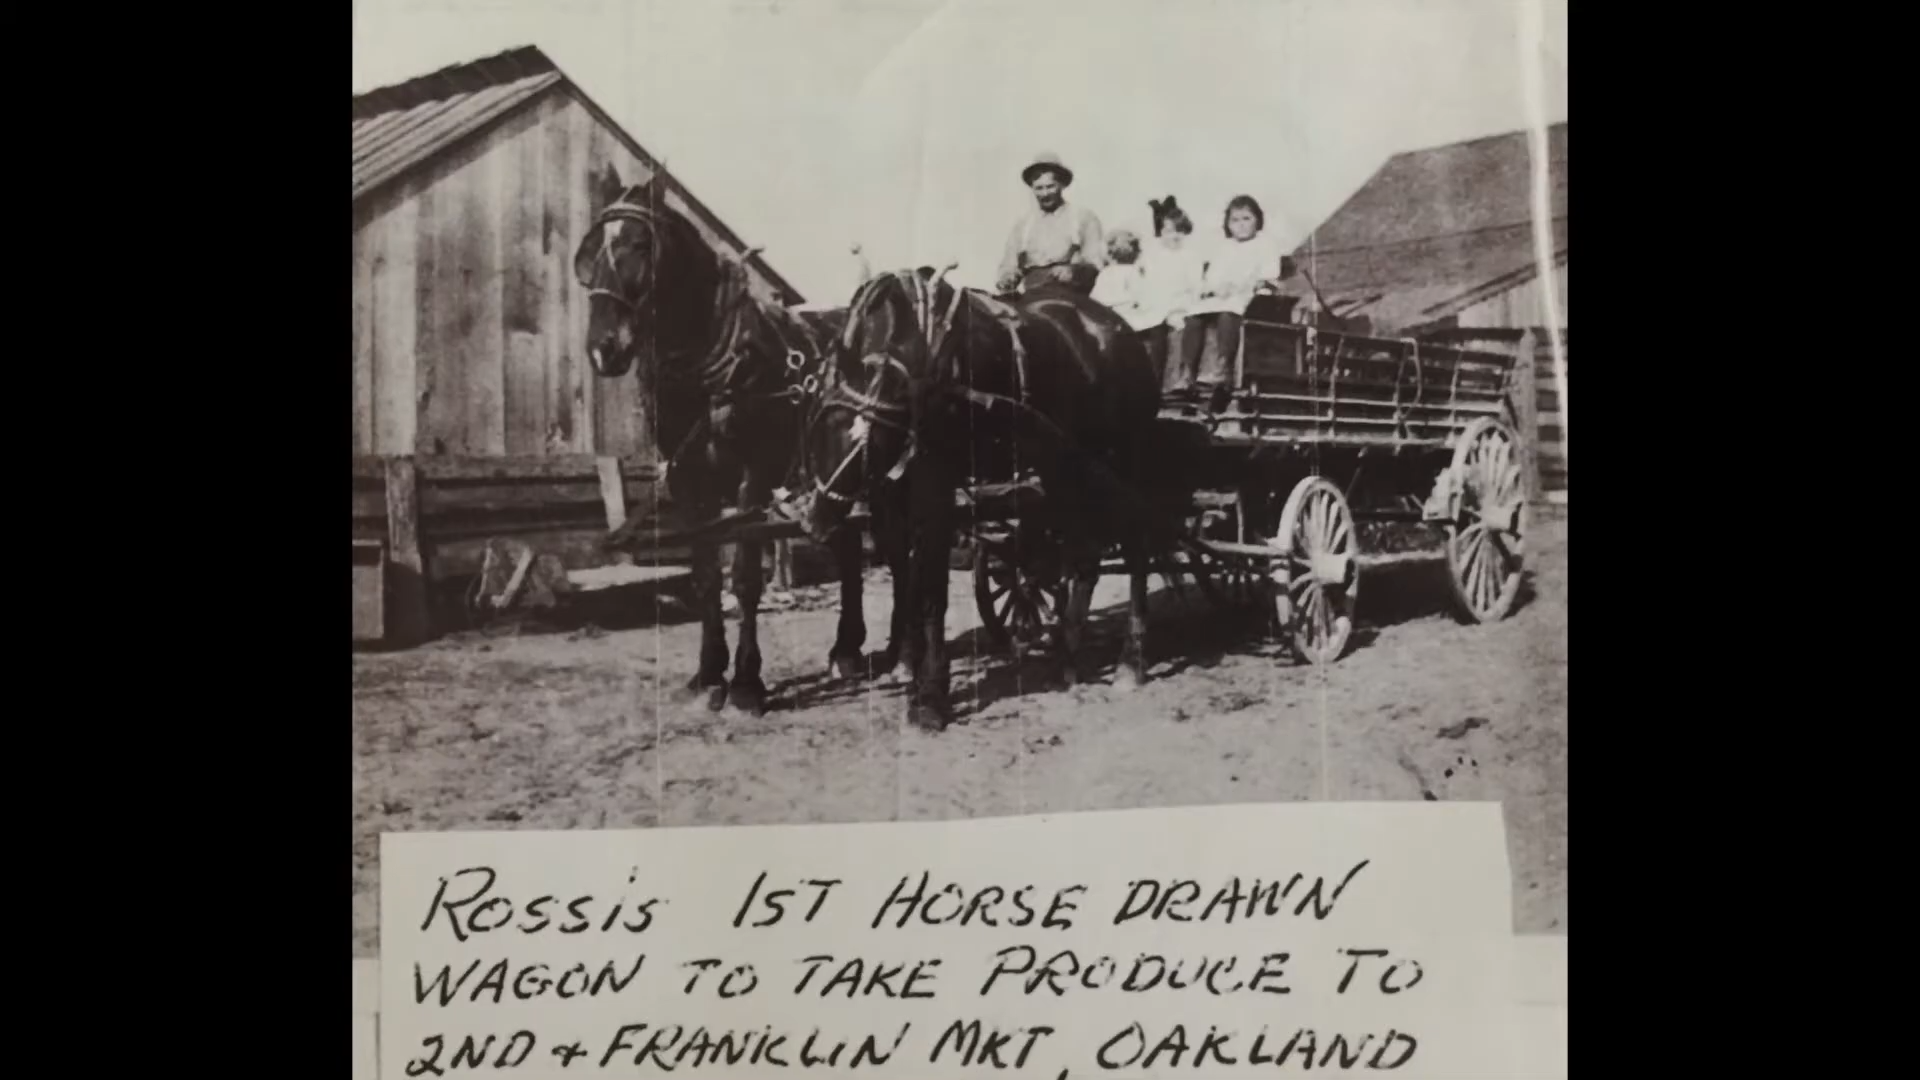 Rossis 1ST HORSE DRAWN
WAGON TO TAKE PRODUCE TO
2ND & FRANKLIN MKT, OAKLAND